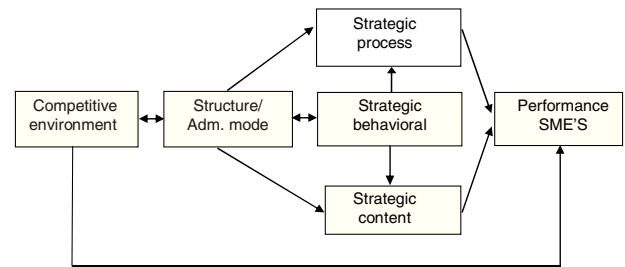 Strategic
process
Competitive
environment
Structure/
Adm. mode
Strategic
behavioral
Performance
SME'S
Strategic
content